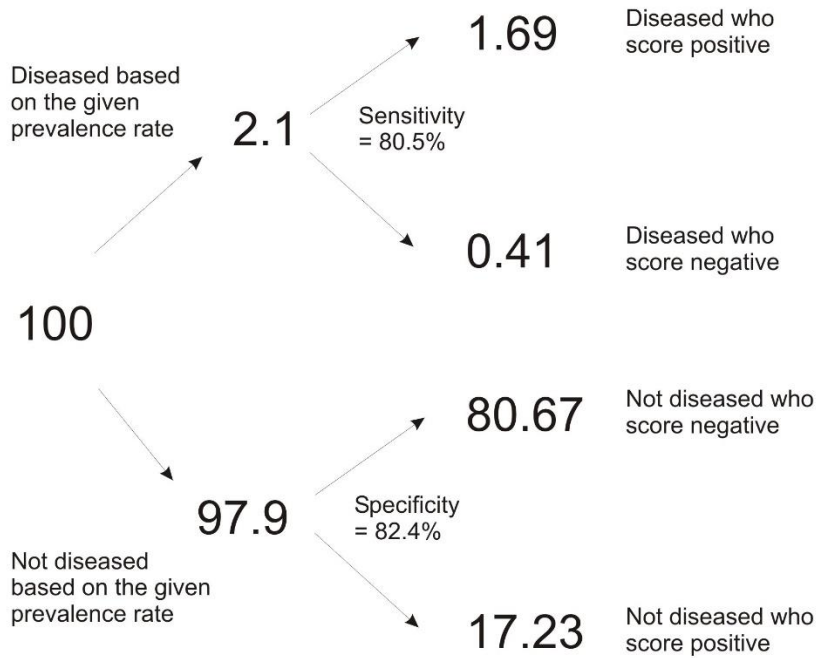 1.69
Diseased who
score positive
Diseased based
on the given
prevalence rate
2.1
Sensitivity
= 80.5%
0.41
Diseased who
score negative
100
80.67
Not diseased who
score negative
97.9
Specificity
= 82.4%
Not diseased
based on the given
prevalence rate
17.23
Not diseased who
score positive